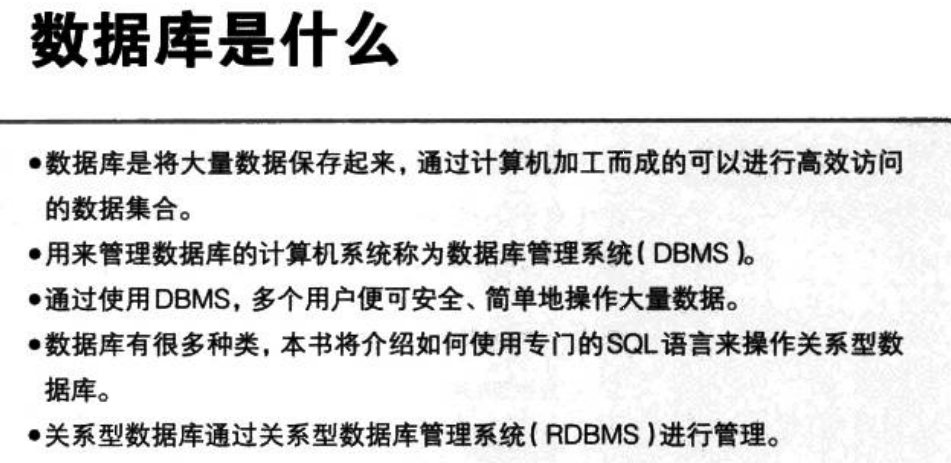 数据库是什么
●数据库是将大量数据保存起来，通过计算机加工而成的可以进行高效访问
的数据集合。
●用来管理数据库的计算机系统称为数据库管理系统（DBMS）。
●通过使用DBMS，多个用户便可安全、简单地操作大量数据。
●数据库有很多种类，本书将介绍如何使用专门的SQL语言来操作关系型数
据库。
●关系型数据库通过关系型数据库管理系统（RDBMS）进行管理。